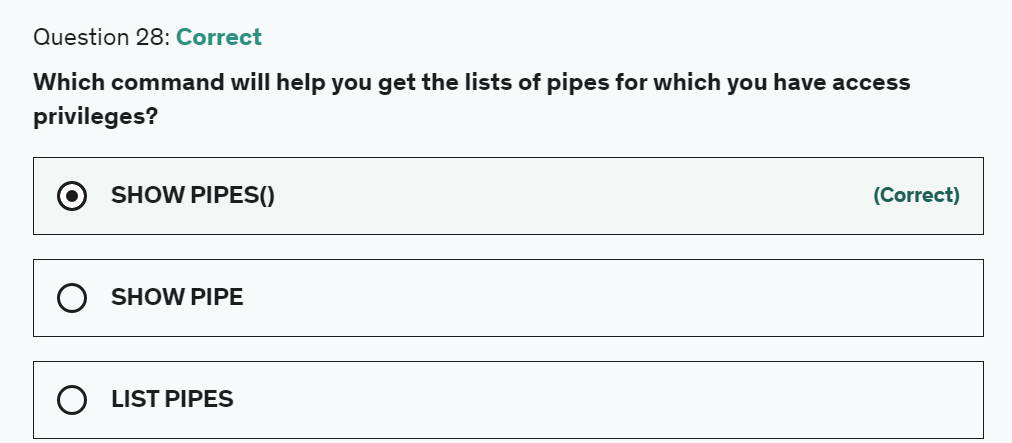 Question 28: Correct
Which command will help you get the lists of pipes for which you have access
privileges?
SHOW PIPES() (Correct)
SHOW PIPE
LIST PIPES